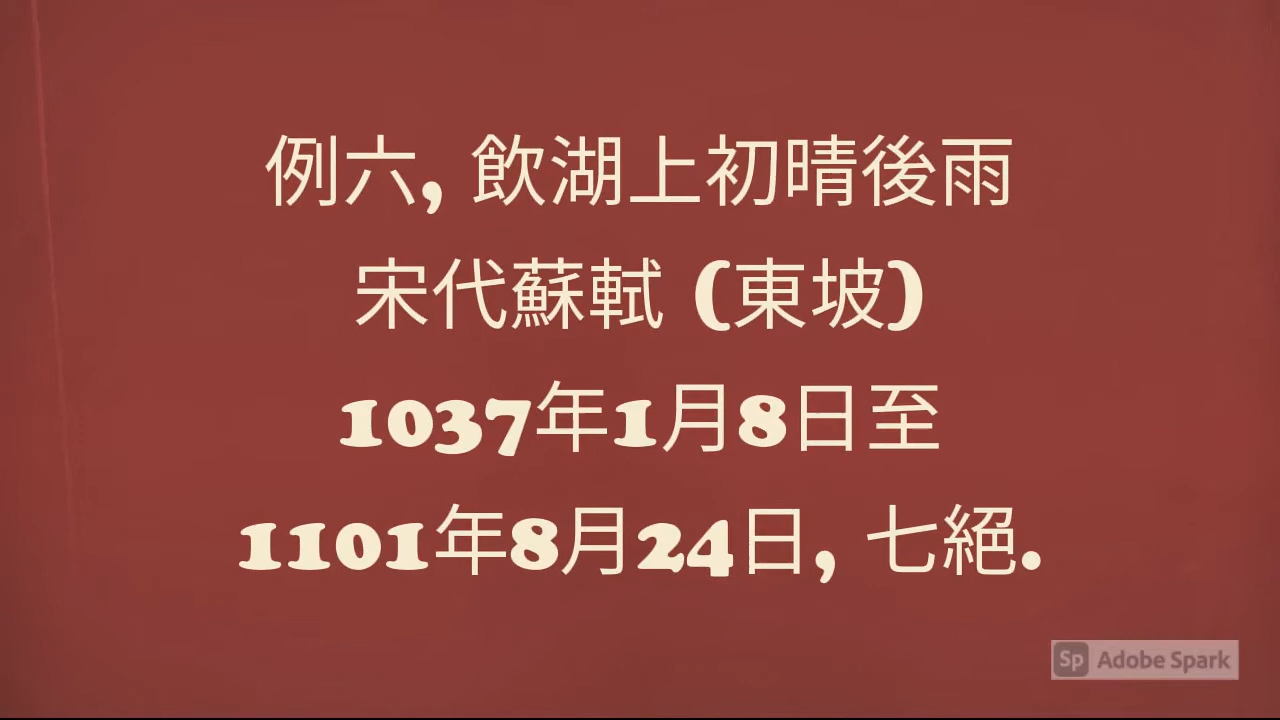 例六, 飲湖上初晴後雨
宋代蘇軾 (東坡)
1037年1月8日至
1101年8月24日, 七絕.
Sp Adobe Spark